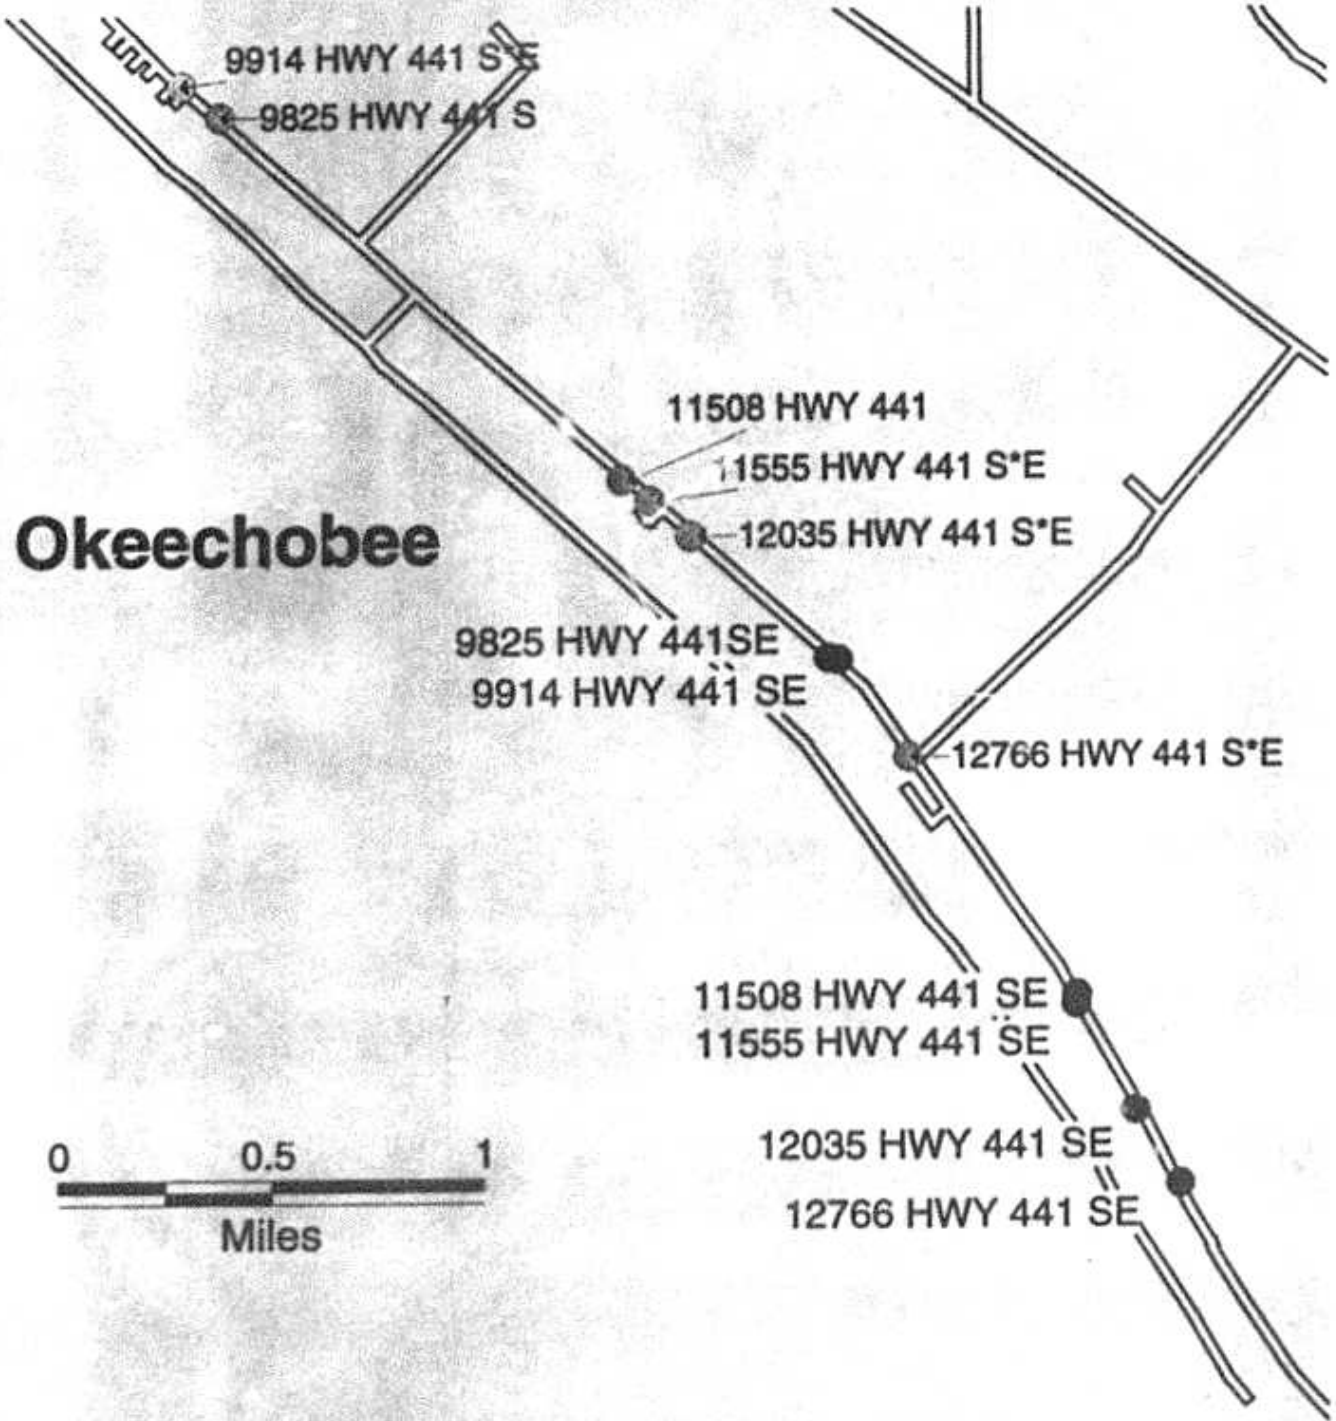 9914 HWY 441 S*E
9825 HWY 441 S
11508 HWY 441
11555 HWY 441 S*E
12035 HWY 441 S*E
Okeechobee
9825 HWY 441SE
9914 HWY 441 SE
12766 HWY 441 S*E
11508 HWY 441 SE
11555 HWY 441 SE
12035 HWY 441 SE
12766 HWY 441 SE
0 0.5 1
Miles